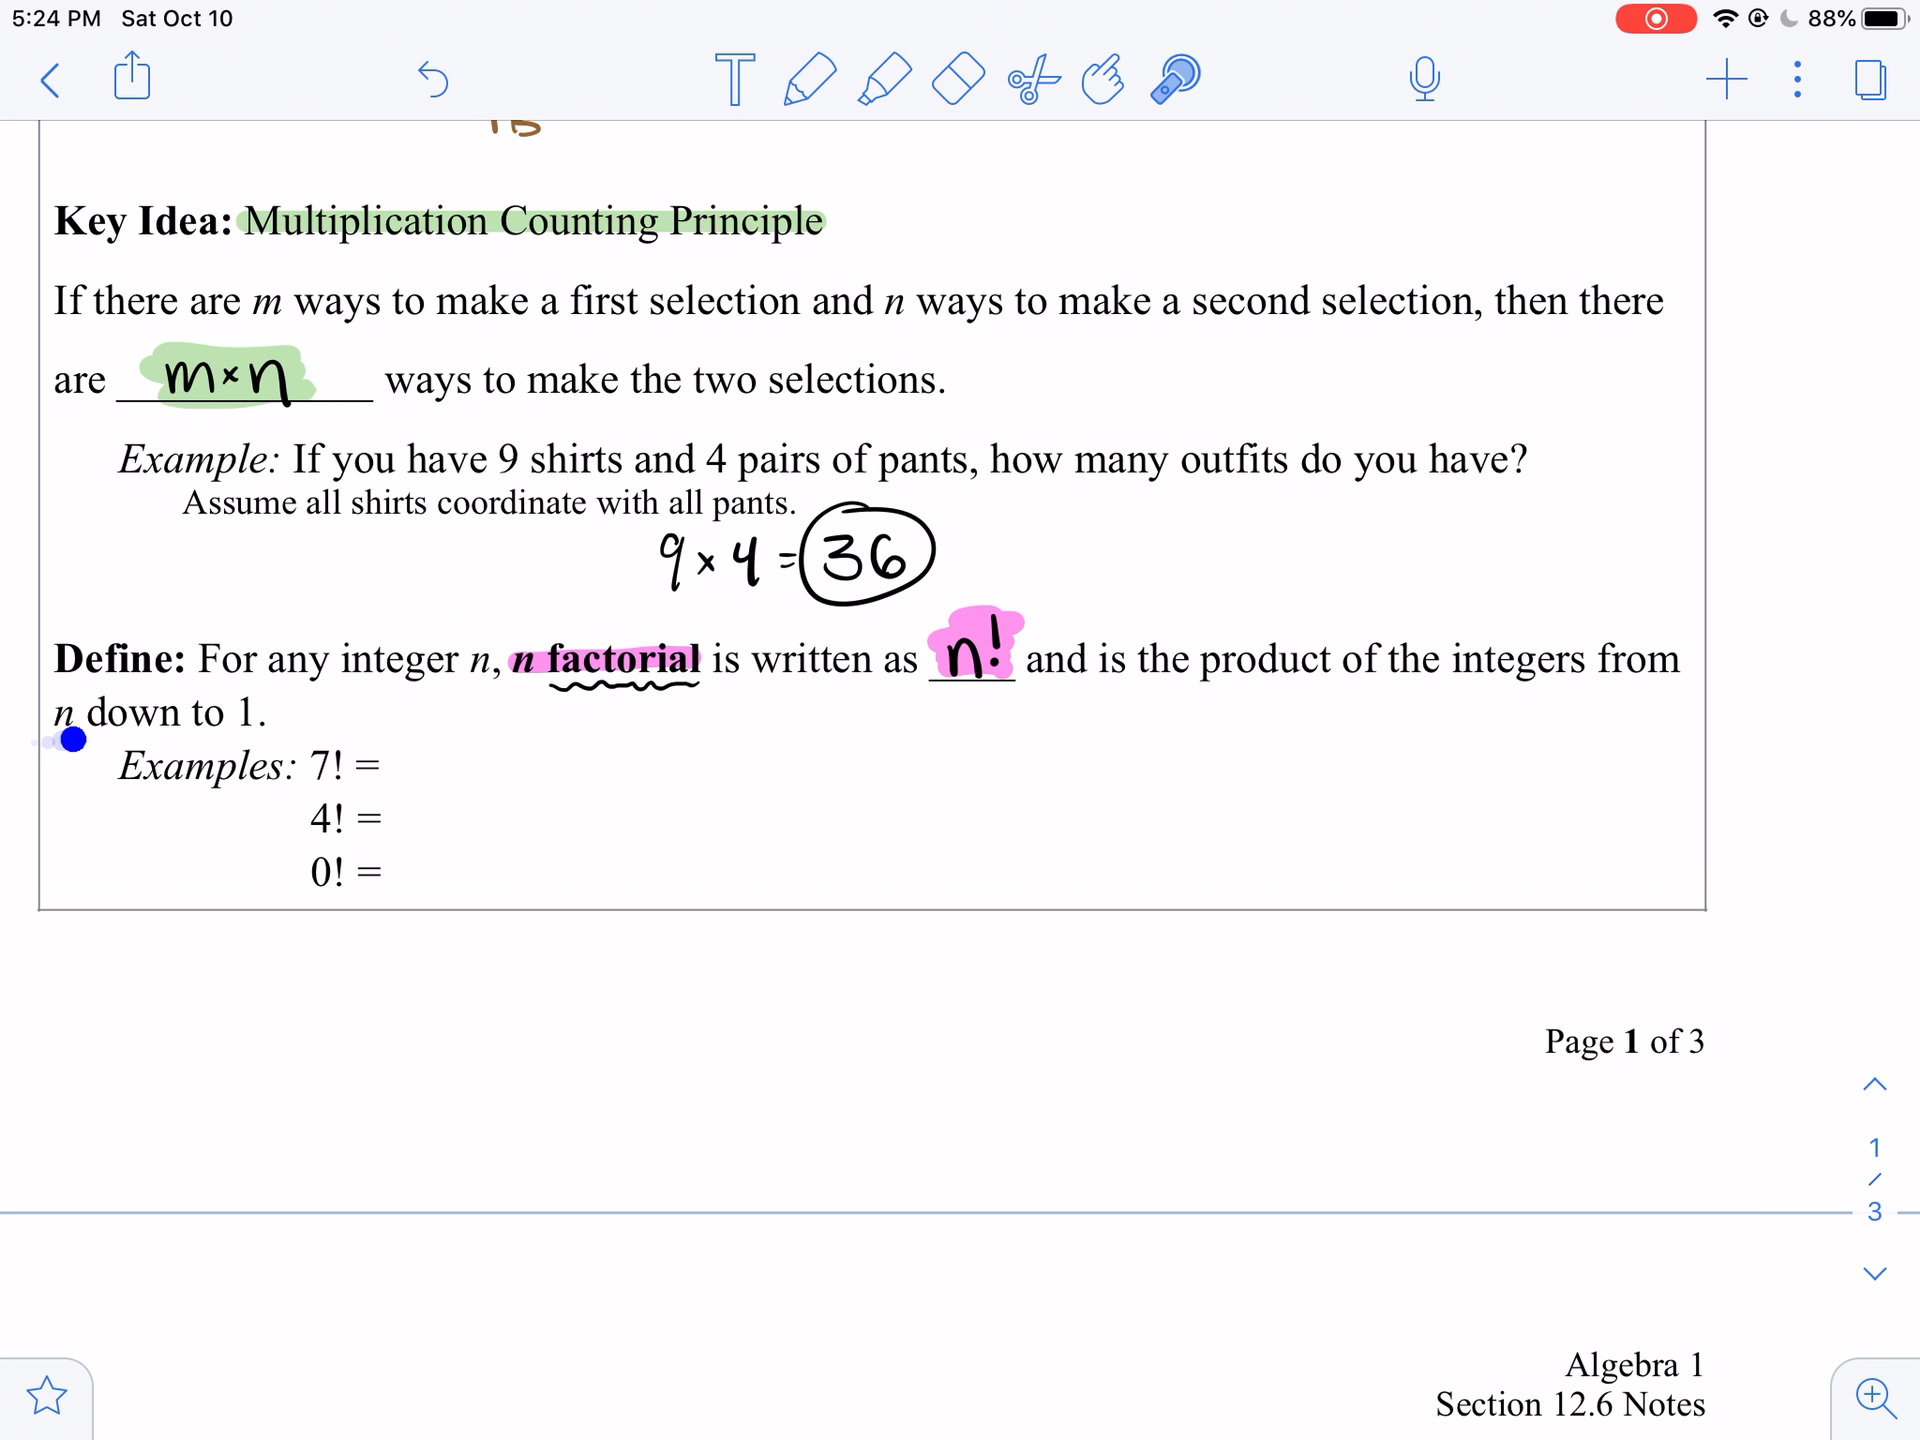 5:24 PM Sat Oct 10 88%
T
Key Idea: Multiplication Counting Principle
If there are m ways to make a first selection and n ways to make a second selection, then there
are m×n ways to make the two selections.
Example: If you have 9 shirts and 4 pairs of pants, how many outfits do you have?
Assume all shirts coordinate with all pants.
9 × 4 = 36
Define: For any integer n, n factorial is written as n! and is the product of the integers from
n down to 1.
Examples: 7! =
4! =
0! =
Page 1 of 3
1
/
3
Algebra 1
Section 12.6 Notes